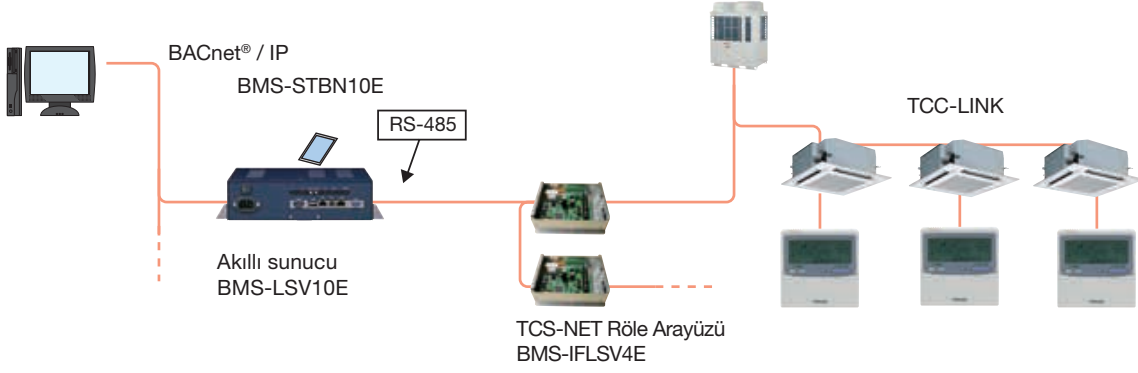 BACnet® / IP
BMS-STBN10E
RS-485
TCC-LINK
Akıllı sunucu
BMS-LSV10E
TCS-NET Röle Arayüzü
BMS-IFLSV4E